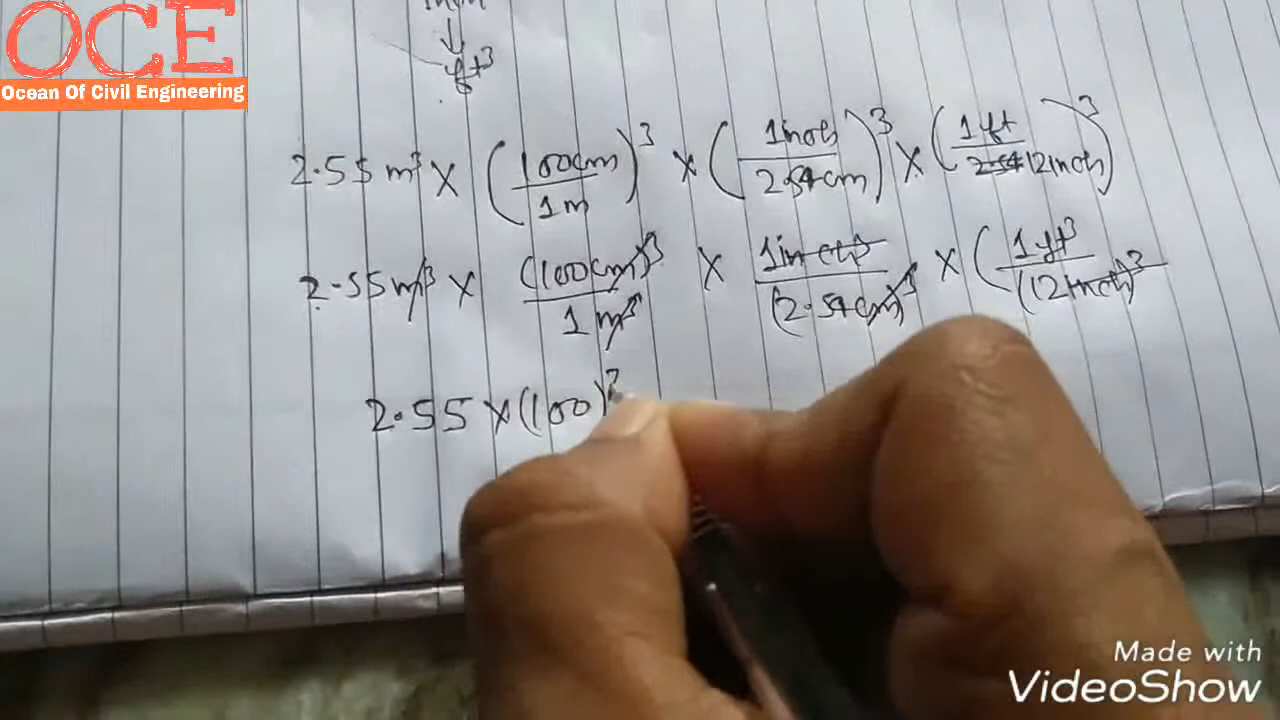 OCE
Ocean Of Civil Engineering
ft³
2.55 m³ × (100cm / 1m)³ × (1inch / 2.54cm)³ × (1ft / 12inch)³
2.55m³ × (100cm)³ / 1m³ × 1inch³ / (2.54cm)³ × (1ft³ / (12inch)³
2.55 × (100)³
Made with
VideoShow